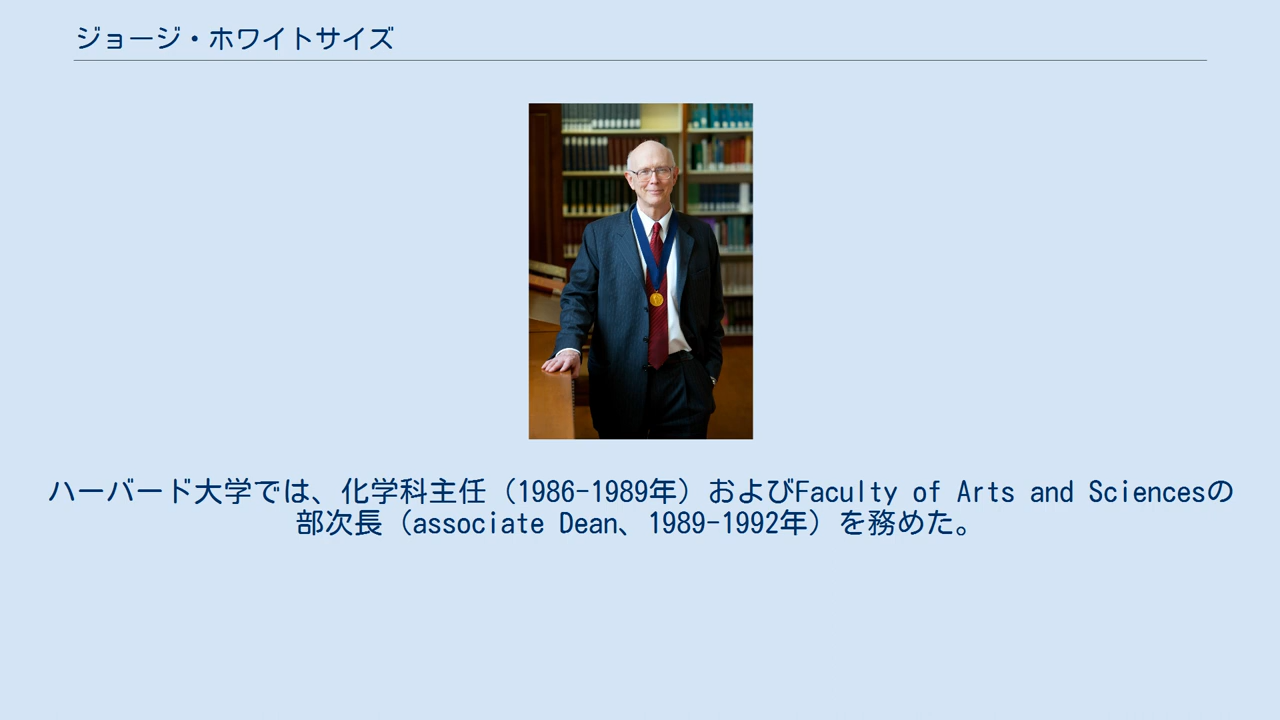 ジョージ・ホワイトサイズ
ハーバード大学では、化学科主任（1986-1989年）およびFaculty of Arts and Sciencesの
部次長（associate Dean、1989-1992年）を務めた。